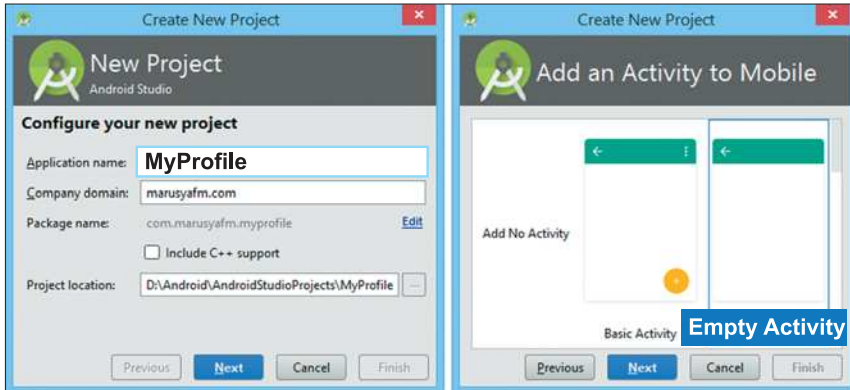 Create New Project
New Project
Android Studio
Configure your new project
Application name: MyProfile
Company domain: marusyafm.com
Package name: com.marusyafm.myprofile Edit
Include C++ support
Project location: D:\Android\AndroidStudioProjects\MyProfile ...
Previous Next Cancel Finish
Create New Project
Add an Activity to Mobile
Add No Activity
Basic Activity
Empty Activity
Previous Next Cancel Finish